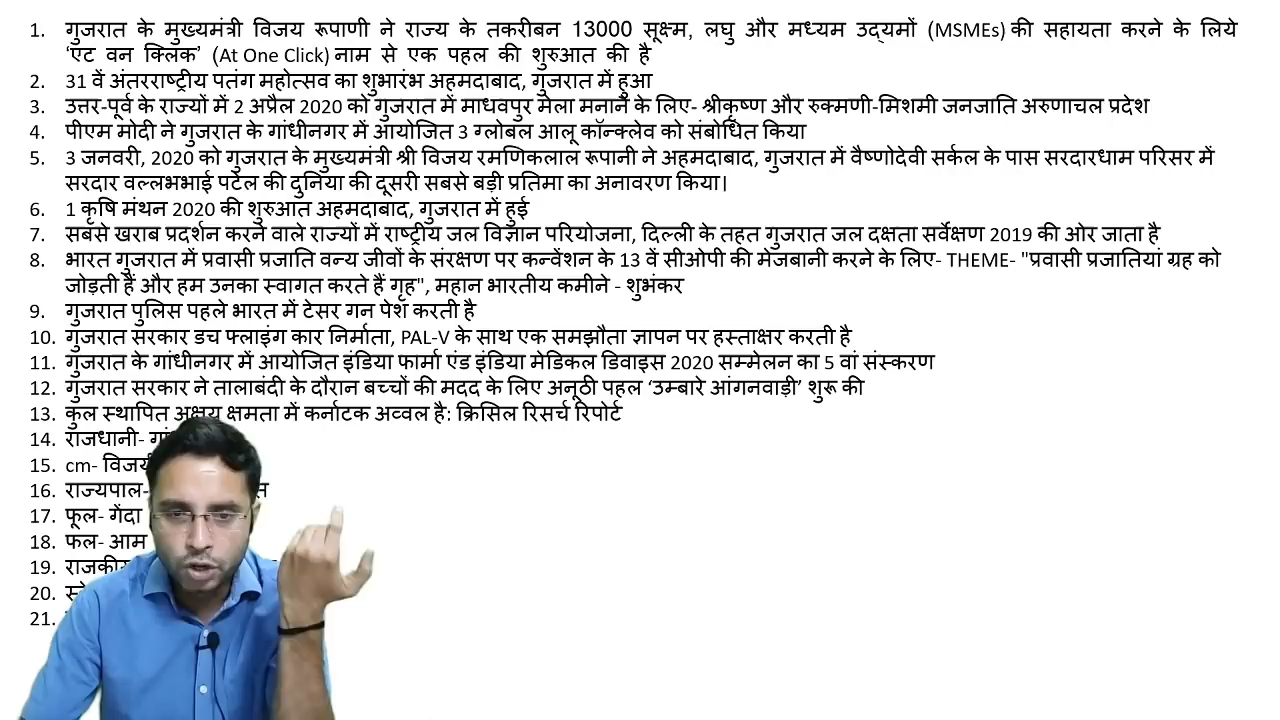 1. गुजरात के मुख्यमंत्री विजय रूपाणी ने राज्य के तकरीबन 13000 सूक्ष्म, लघु और मध्यम उद्यमों (MSMEs) की सहायता करने के लिये
‘एट वन क्लिक’ (At One Click) नाम से एक पहल की शुरुआत की है
2. 31 वें अंतरराष्ट्रीय पतंग महोत्सव का शुभारंभ अहमदाबाद, गुजरात में हुआ
3. उत्तर-पूर्व के राज्यों में 2 अप्रैल 2020 को गुजरात में माधवपुर मेला मनाने के लिए- श्रीकृष्ण और रुक्मणी-मिशमी जनजाति अरुणाचल प्रदेश
4. पीएम मोदी ने गुजरात के गांधीनगर में आयोजित 3 ग्लोबल आलू कॉन्क्लेव को संबोधित किया
5. 3 जनवरी, 2020 को गुजरात के मुख्यमंत्री श्री विजय रमणिकलाल रूपानी ने अहमदाबाद, गुजरात में वैष्णोदेवी सर्कल के पास सरदारधाम परिसर में
सरदार वल्लभभाई पटेल की दुनिया की दूसरी सबसे बड़ी प्रतिमा का अनावरण किया।
6. 1 कृषि मंथन 2020 की शुरुआत अहमदाबाद, गुजरात में हुई
7. सबसे खराब प्रदर्शन करने वाले राज्यों में राष्ट्रीय जल विज्ञान परियोजना, दिल्ली के तहत गुजरात जल दक्षता सर्वेक्षण 2019 की ओर जाता है
8. भारत गुजरात में प्रवासी प्रजाति वन्य जीवों के संरक्षण पर कन्वेंशन के 13 वें सीओपी की मेजबानी करने के लिए- THEME- "प्रवासी प्रजातियां ग्रह को
जोड़ती हैं और हम उनका स्वागत करते हैं गृह", महान भारतीय कमीने - शुभंकर
9. गुजरात पुलिस पहले भारत में टेसर गन पेश करती है
10. गुजरात सरकार डच फ्लाइंग कार निर्माता, PAL-V के साथ एक समझौता ज्ञापन पर हस्ताक्षर करती है
11. गुजरात के गांधीनगर में आयोजित इंडिया फार्मा एंड इंडिया मेडिकल डिवाइस 2020 सम्मेलन का 5 वां संस्करण
12. गुजरात सरकार ने तालाबंदी के दौरान बच्चों की मदद के लिए अनूठी पहल ‘उम्बारे आंगनवाड़ी’ शुरू की
13. कुल स्थापित अक्षय क्षमता में कर्नाटक अव्वल है: क्रिसिल रिसर्च रिपोर्ट
14. राजधानी-
15. cm-
16. राज्यपाल-
17. फूल- गेंदा
18. फल- आम
19.
20.
21.